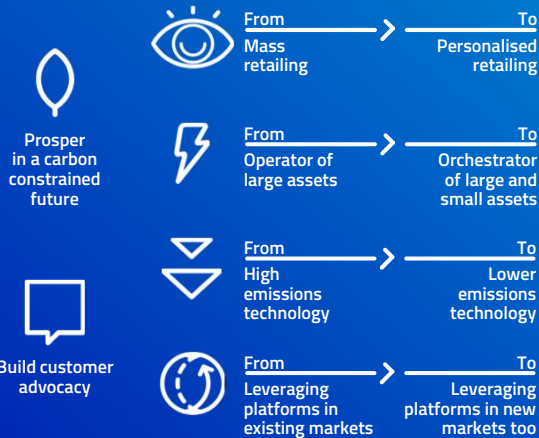 Prosper
in a carbon
constrained
future
Build customer
advocacy
From
Mass
retailing
To
Personalised
retailing
From
Operator of
large assets
To
Orchestrator
of large and
small assets
From
High
emissions
technology
To
Lower
emissions
technology
From
Leveraging
platforms in
existing markets
To
Leveraging
platforms in new
markets too